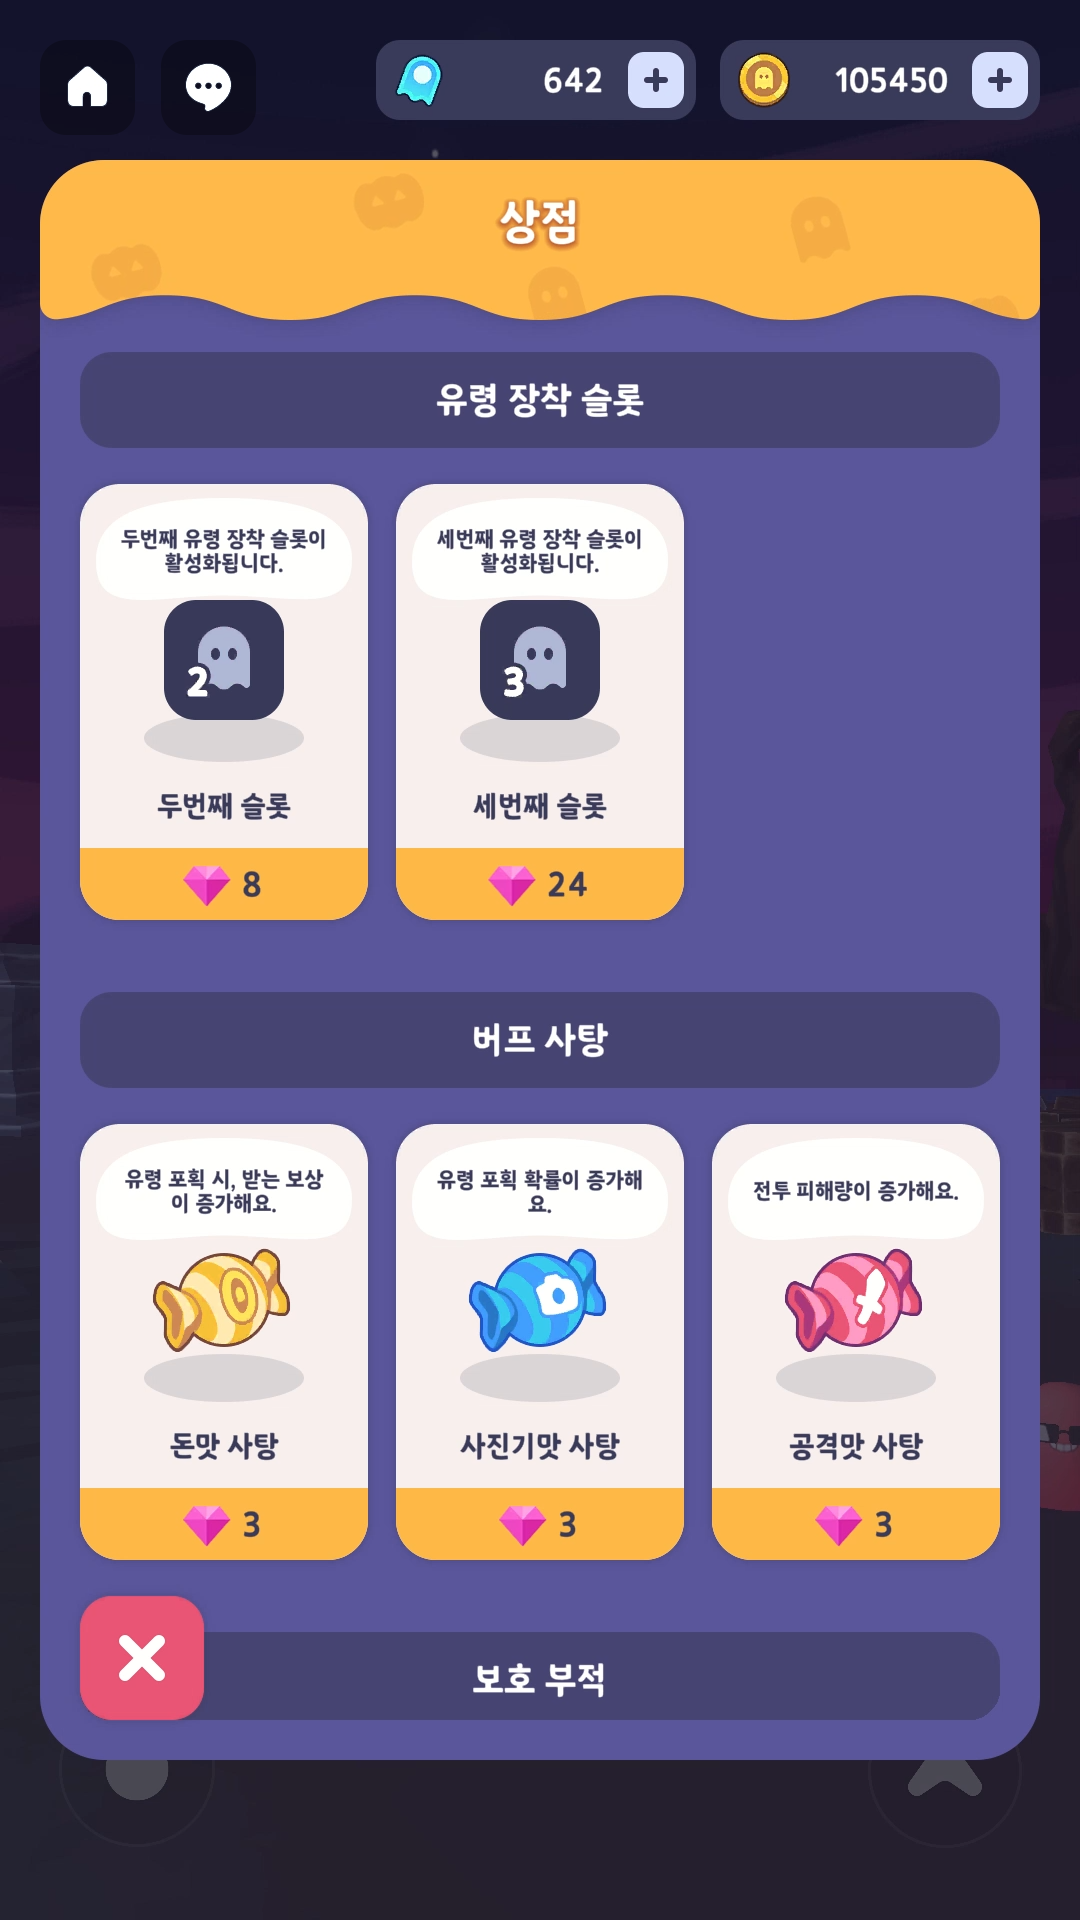 642
105450
상점
유령 장착 슬롯
두번째 유령 장착 슬롯이
활성화됩니다.
2
두번째 슬롯
8
세번째 유령 장착 슬롯이
활성화됩니다.
3
세번째 슬롯
24
버프 사탕
유령 포획 시, 받는 보상
이 증가해요.
돈맛 사탕
3
유령 포획 확률이 증가해
요.
사진기맛 사탕
3
전투 피해량이 증가해요.
공격맛 사탕
3
보호 부적